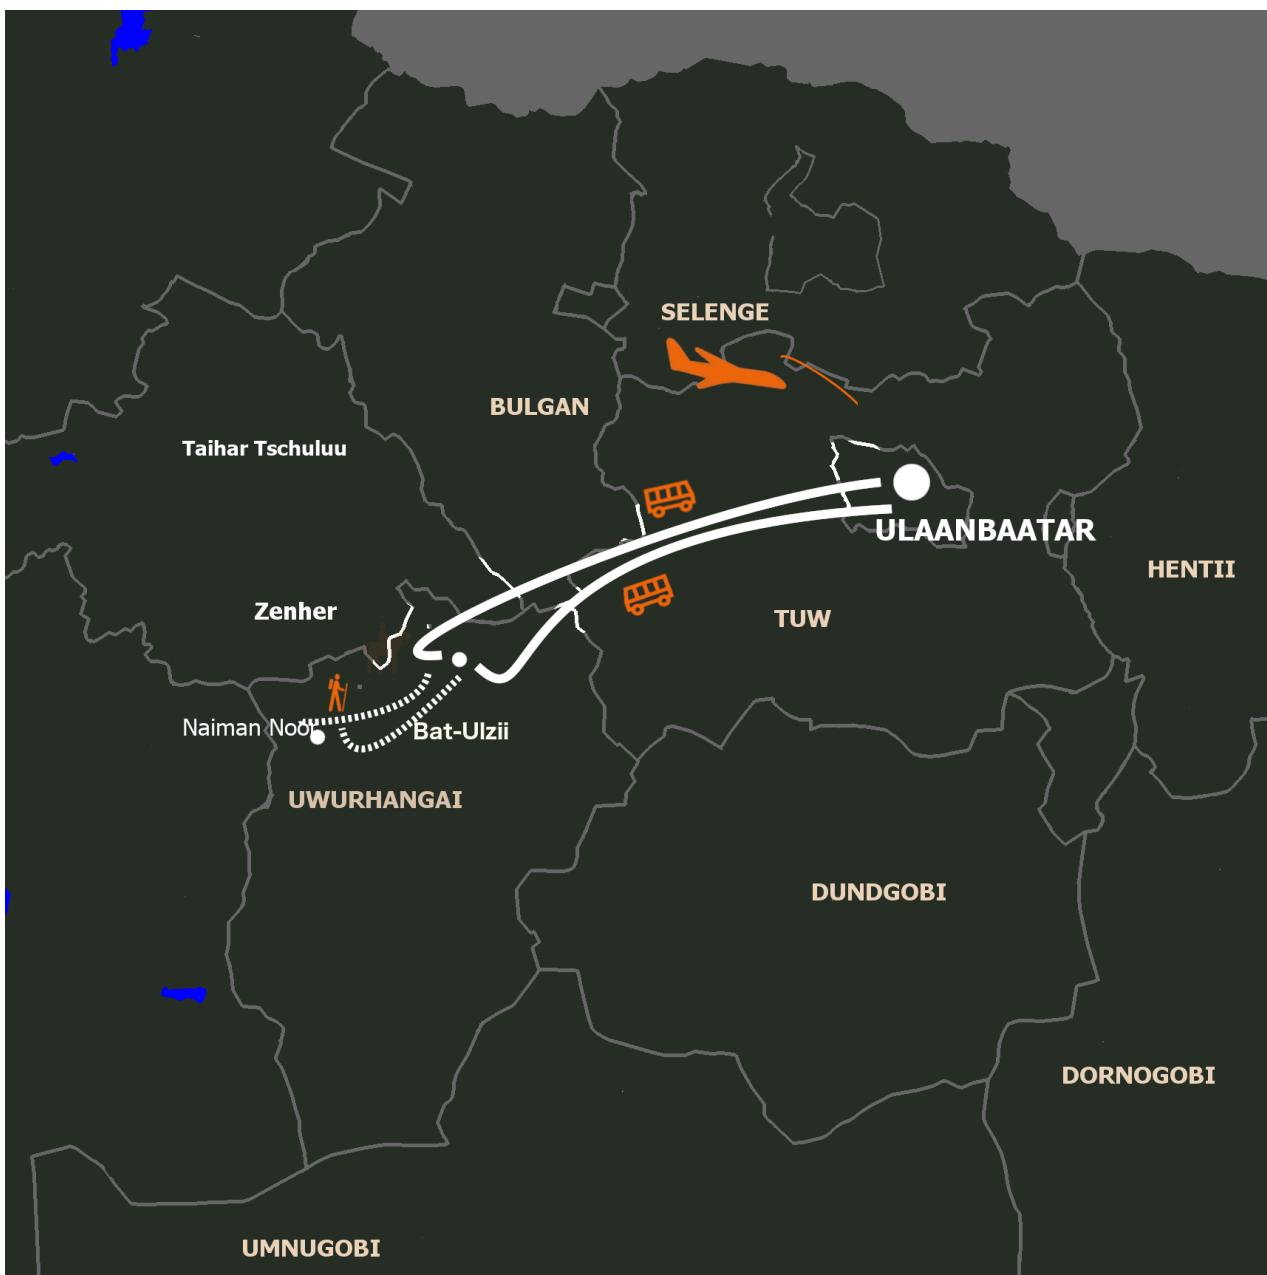 SELENGE
BULGAN
Taihar Tschuluu
ULAANBAATAR
HENTII
Zenher
TUW
Naiman Noor
Bat-Ulzii
UWURHANGAI
DUNDGOBI
DORNOGOBI
UMNUGOBI